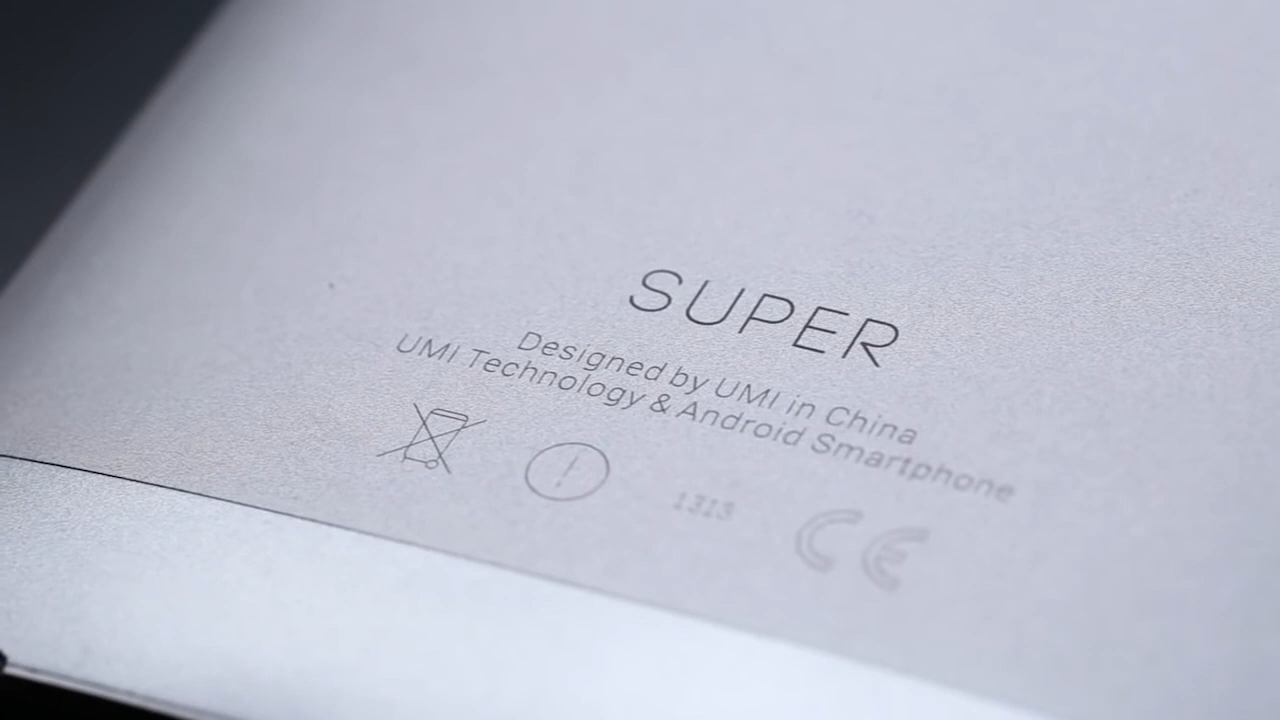 SUPER
Designed by UMI in China
UMI Technology & Android Smartphone
! 1313 CE